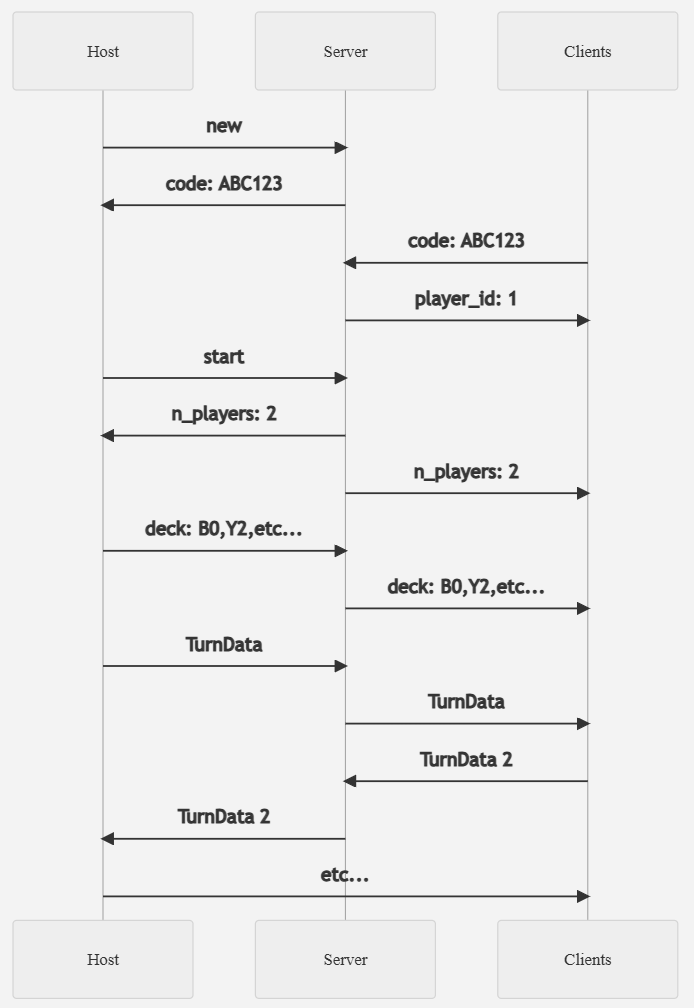 Host
Server
Clients
new
code: ABC123
code: ABC123
player_id: 1
start
n_players: 2
n_players: 2
deck: B0,Y2,etc...
deck: B0,Y2,etc...
TurnData
TurnData
TurnData 2
TurnData 2
etc...
Host
Server
Clients